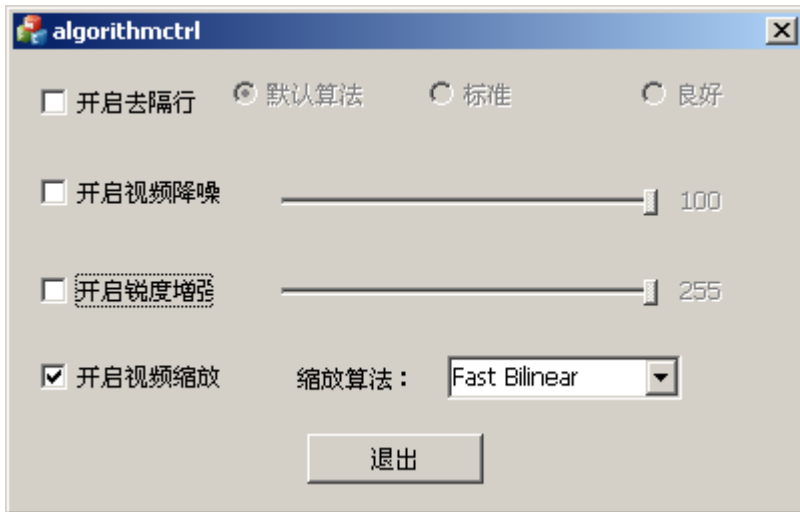 algorithmctrl
开启去隔行 默认算法 标准 良好
开启视频降噪 100
开启锐度增强 255
开启视频缩放 缩放算法： Fast Bilinear
退出